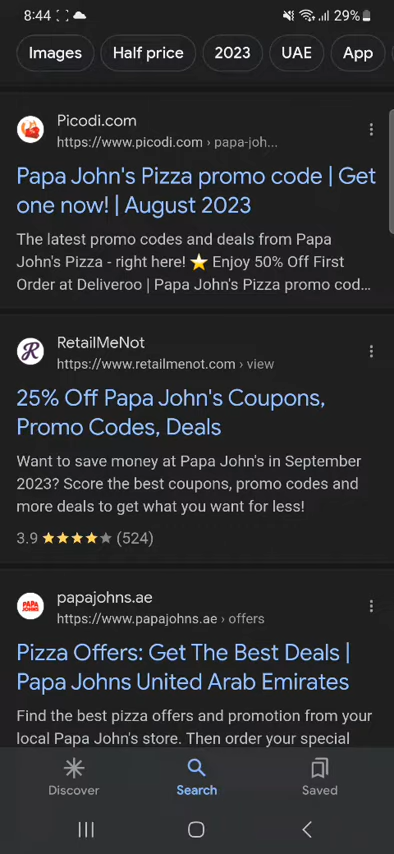 8:44
29%
Images
Half price
2023
UAE
App
Picodi.com
https://www.picodi.com › papa-joh...
Papa John's Pizza promo code | Get
one now! | August 2023
The latest promo codes and deals from Papa
John's Pizza - right here! ⭐ Enjoy 50% Off First
Order at Deliveroo | Papa John's Pizza promo cod...
RetailMeNot
https://www.retailmenot.com › view
25% Off Papa John's Coupons,
Promo Codes, Deals
Want to save money at Papa John's in September
2023? Score the best coupons, promo codes and
more deals to get what you want for less!
3.9 ★★★★★ (524)
PAPA
JOHNS
papajohns.ae
https://www.papajohns.ae › offers
Pizza Offers: Get The Best Deals |
Papa Johns United Arab Emirates
Find the best pizza offers and promotion from your
local Papa John's store. Then order your special
Discover
Search
Saved